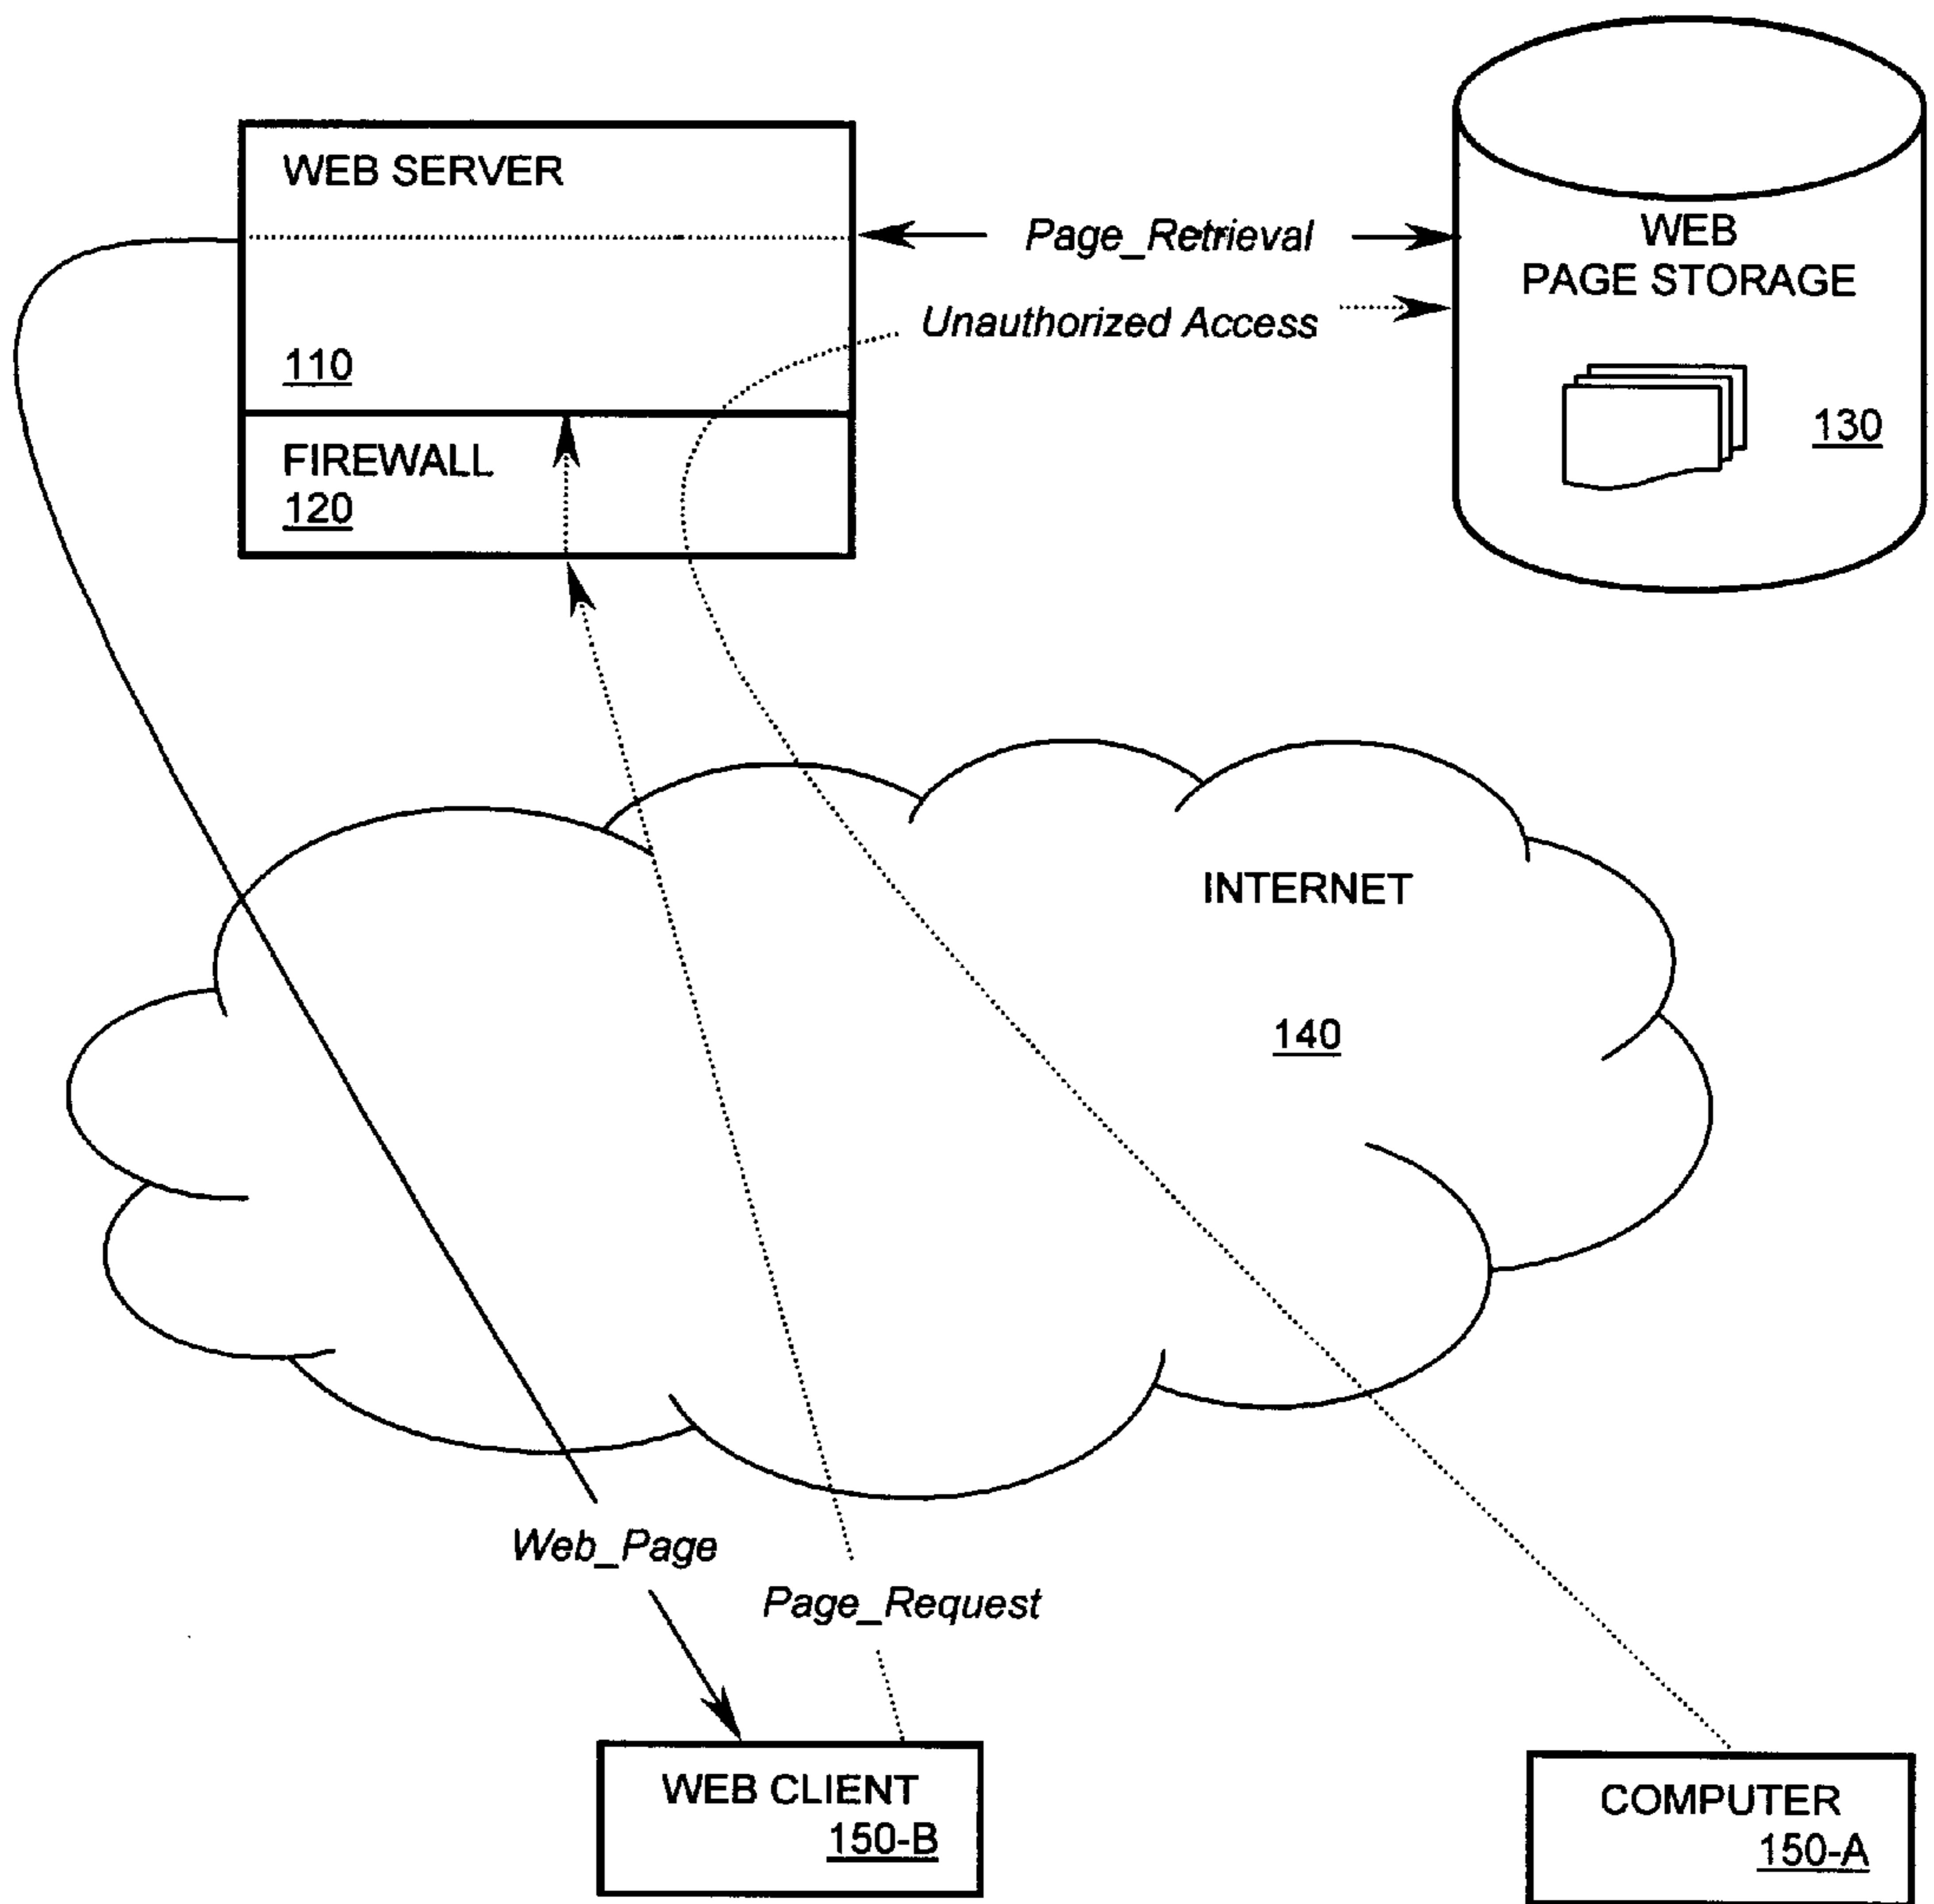 WEB SERVER
110
FIREWALL
120
Page_Retrieval
Unauthorized Access
WEB
PAGE STORAGE
130
INTERNET
140
Web_Page
Page_Request
WEB CLIENT
150-B
COMPUTER
150-A